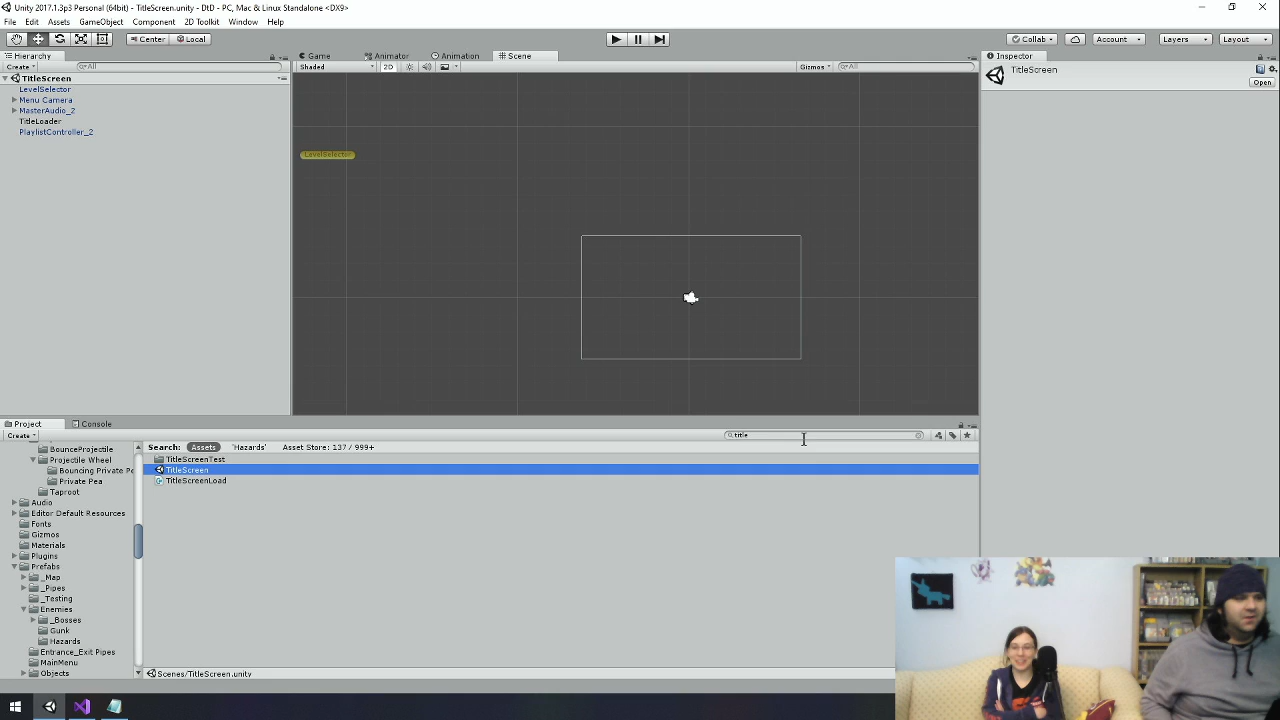 Unity 2017.1.3p3 Personal (64bit) - TitleScreen.unity - DtD - PC, Mac & Linux Standalone <DX9>
File Edit Assets GameObject Component 2D Toolkit Window Help
Center Local Collab Account Layers Layout
Hierarchy Game Animator Animation Scene Inspector
Create All Shaded 2D Gizmos All
TitleScreen
TitleScreen
Open
LevelSelector
Menu Camera
MasterAudio_2
TitleLoader
PlaylistController_2
LevelSelector
Project Console
Create title
Search: Assets 'Hazards' Asset Store: 137 / 999+
BounceProjectile
Projectile Wheel
Bouncing Private Pe
Private Pea
Taproot
Audio
Editor Default Resources
Fonts
Gizmos
Materials
Plugins
Prefabs
_Map
_Pipes
_Testing
Enemies
_Bosses
Gunk
Hazards
Entrance_Exit Pipes
MainMenu
Objects
TitleScreenTest
TitleScreen
TitleScreenLoad
Scenes/TitleScreen.unity